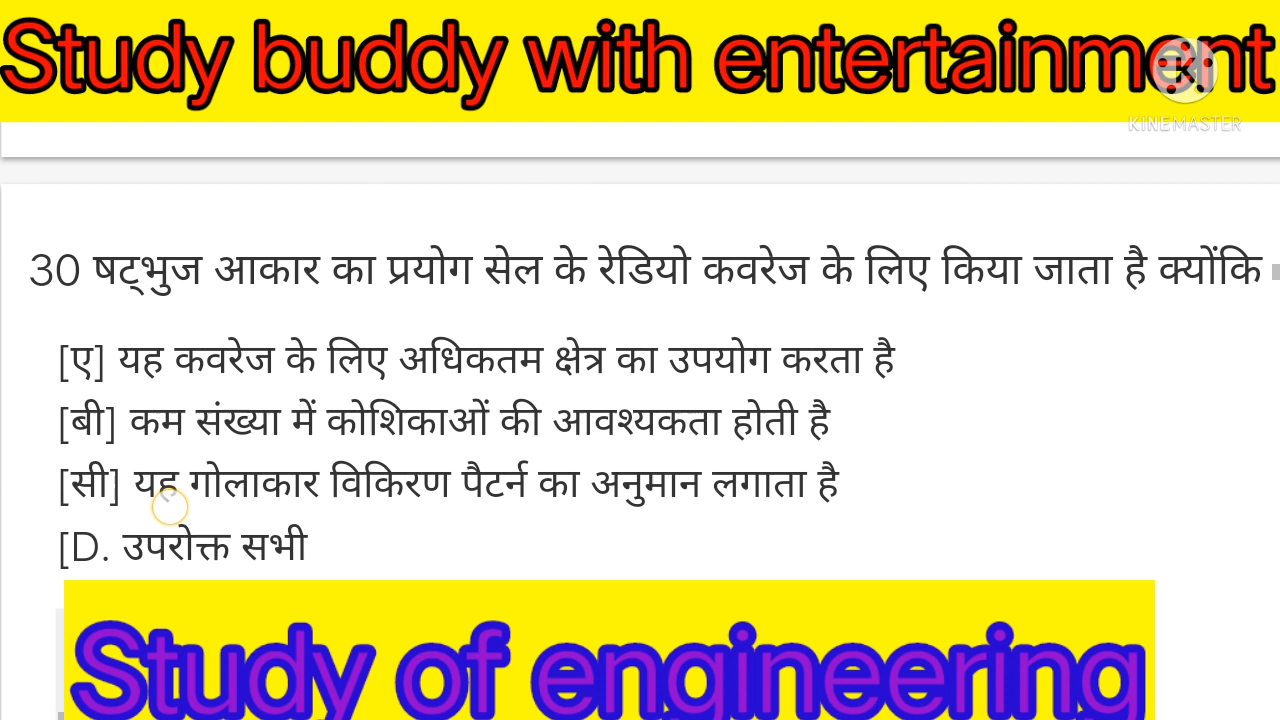 Study buddy with entertainment
KINEMASTER
30 षट्भुज आकार का प्रयोग सेल के रेडियो कवरेज के लिए किया जाता है क्योंकि
[ए] यह कवरेज के लिए अधिकतम क्षेत्र का उपयोग करता है
[बी] कम संख्या में कोशिकाओं की आवश्यकता होती है
[सी] यह गोलाकार विकिरण पैटर्न का अनुमान लगाता है
[D. उपरोक्त सभी
Study of engineering